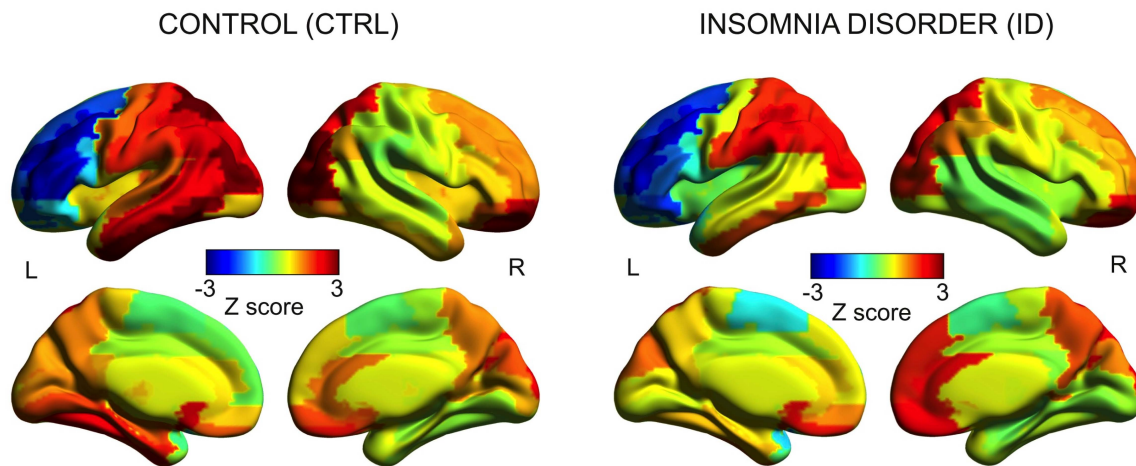 CONTROL (CTRL)
INSOMNIA DISORDER (ID)
L
-3
3
Z score
R
L
-3
3
Z score
R